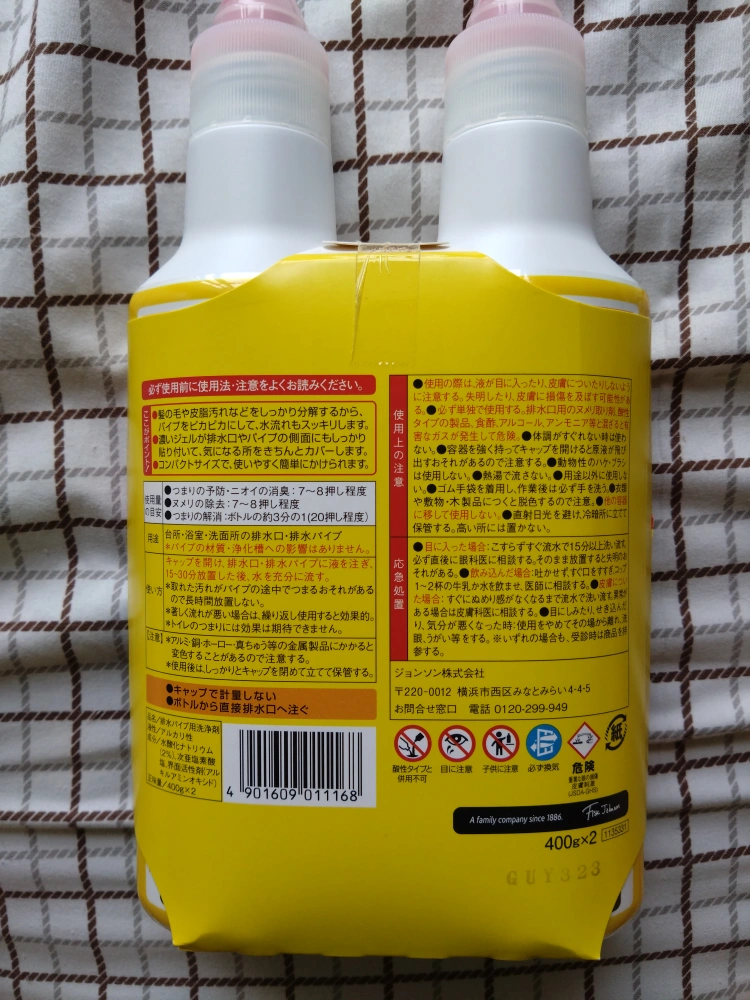 必ず使用前に使用法・注意をよくお読みください。
ここがポイント!
●髪の毛や皮脂汚れなどをしっかり分解するから、
パイプをピカピカにして、水流れもスッキリします。
●濃いジェルが排水口やパイプの側面にもしっかり
貼り付いて、気になる所をきちんとカバーします。
●コンパクトサイズで、使いやすく簡単にかけられます。
使用量の目安
●つまりの予防・ニオイの消臭:7〜8押し程度
●ヌメリの除去:7〜8押し程度
●つまりの解消:ボトルの約3分の1(20押し程度)
用途
台所・浴室・洗面所の排水口・排水パイプ
*パイプの材質・浄化槽への影響はありません。
使い方
キャップを開け、排水口・排水パイプに液を注ぎ、
15〜30分放置した後、水を充分に流す。
*取れた汚れがパイプの途中でつまるおそれがある
ので長時間放置しない。
*著しく流れが悪い場合は、繰り返し使用すると効果的。
*トイレのつまりには効果は期待できません。
【注意】
*アルミ・銅・ホーロー・真ちゅう等の金属製品にかかると
変色することがあるので注意する。
*使用後は、しっかりとキャップを閉めて立てて保管する。
●キャップで計量しない
●ボトルから直接排水口へ注ぐ
品名/排水パイプ用洗浄剤
液性/アルカリ性
成分/水酸化ナトリウム
(2%)、次亜塩素酸
塩、界面活性剤(アル
キルアミンオキシド)
正味量/400g×2
4 901609 011168
使用上の注意
●使用の際は、液が目に入ったり、皮膚についたりしないよう
に注意する。失明したり、皮膚に損傷を及ぼす可能性があ
る。●必ず単独で使用する。排水口用のヌメリ取り剤、酸性
タイプの製品、食酢、アルコール、アンモニア等と混ざると有
害なガスが発生して危険。●体調がすぐれない時は使わ
ない。●容器を強く持ってキャップを開けると原液が飛び
出すおそれがあるので注意する。●動物性のハケ・ブラシ
は使用しない。●熱湯で流さない。●用途以外に使用しな
い。●ゴム手袋を着用し、作業後は必ず手を洗う。●衣類
や敷物・木製品につくと脱色するので注意。●他の容器
に移して使用しない。●直射日光を避け、冷暗所に立てて
保管する。高い所には置かない。
応急処置
●目に入った場合:こすらずすぐ流水で15分以上洗い流す。
必ず直後に眼科医に相談する。そのまま放置すると失明のお
それがある。●飲み込んだ場合:吐かせず、すぐ口をすすぎ、コップ
1〜2杯の牛乳か水を飲ませ、医師に相談する。●皮膚につい
た場合:すぐにぬめり感がなくなるまで流水で洗い流す。異常が
ある場合は皮膚科医に相談する。●目にしみたり、せき込んだ
り、気分が悪くなった時:使用をやめてその場から離れ、洗
眼、うがい等をする。※いずれの場合も、受診時は商品を持
参する。
ジョンソン株式会社
〒220-0012 横浜市西区みなとみらい4-4-5
お問合せ窓口 電話 0120-299-949
酸性タイプと
併用不可
目に注意
子供に注意
必ず換気
危険
(JSDA-GHS)
紙
A family company since 1886.
Fisk Johnson
400g×2
1135331
GUY323